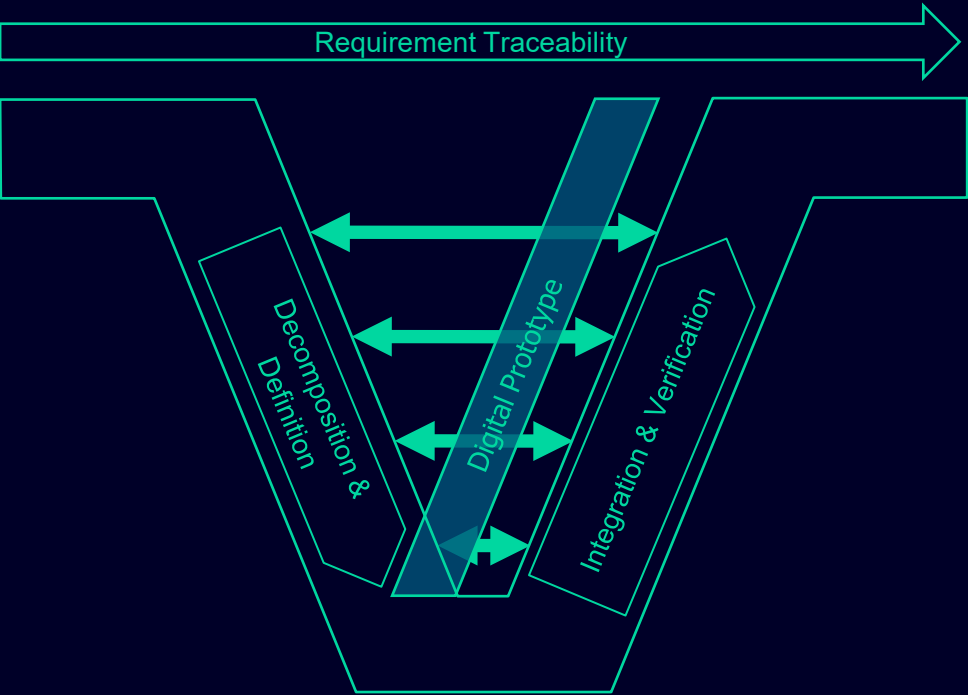 Requirement Traceability
Decomposition &
Definition
Digital Prototype
Integration & Verification